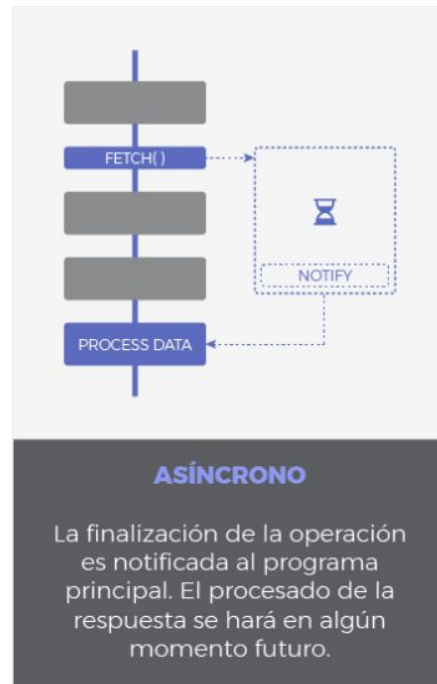 FETCH( )
NOTIFY
PROCESS DATA
ASÍNCRONO
La finalización de la operación
es notificada al programa
principal. El procesado de la
respuesta se hará en algún
momento futuro.